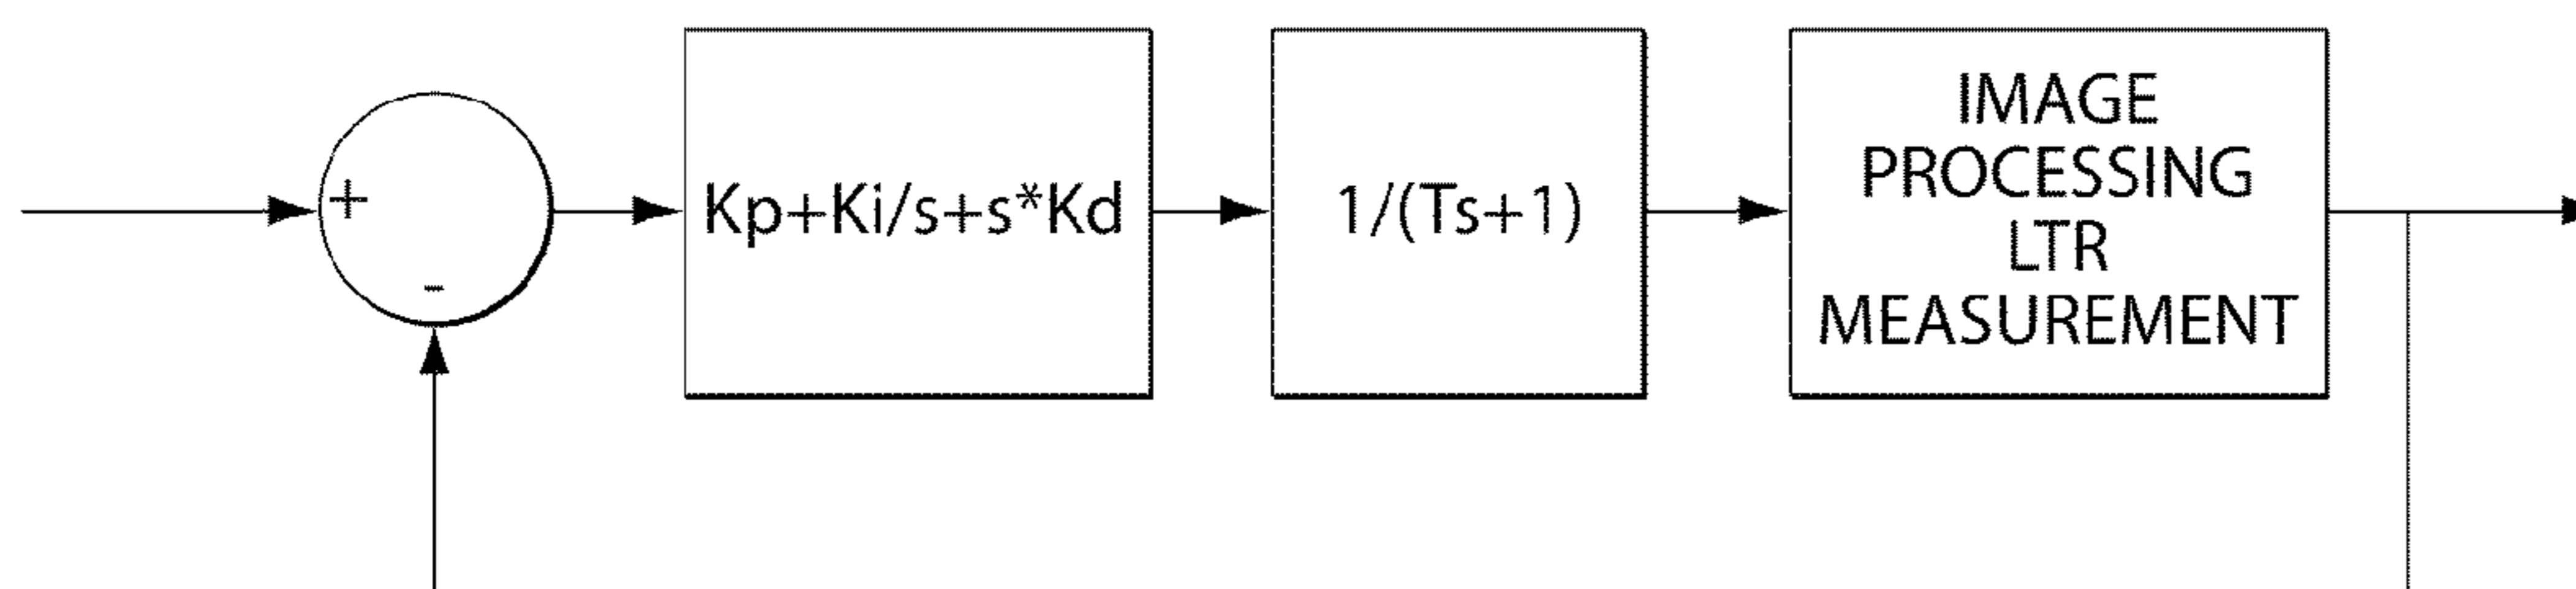 +
-
Kp+Ki/s+s*Kd
1/(Ts+1)
IMAGE
PROCESSING
LTR
MEASUREMENT